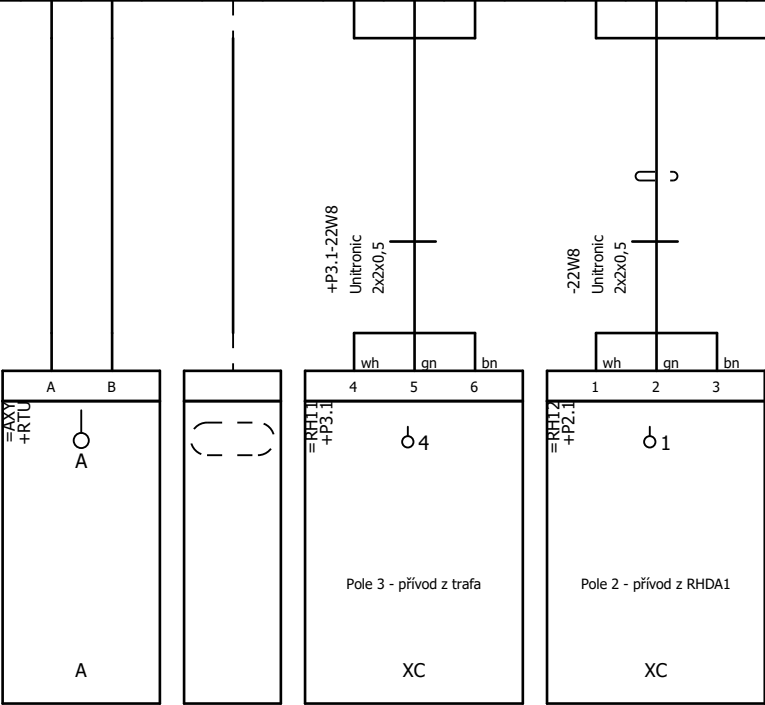 +P3.1-22W8
Unitronic
2x2x0,5
-22W8
Unitronic
2x2x0,5
wh gn bn
wh gn bn
A B
4 5 6
1 2 3
=AXY
+RTU
A
=RH11
+P3.1
4
=RH12
+P2.1
1
Pole 3 - přívod z trafa
Pole 2 - přívod z RHDA1
A
XC
XC